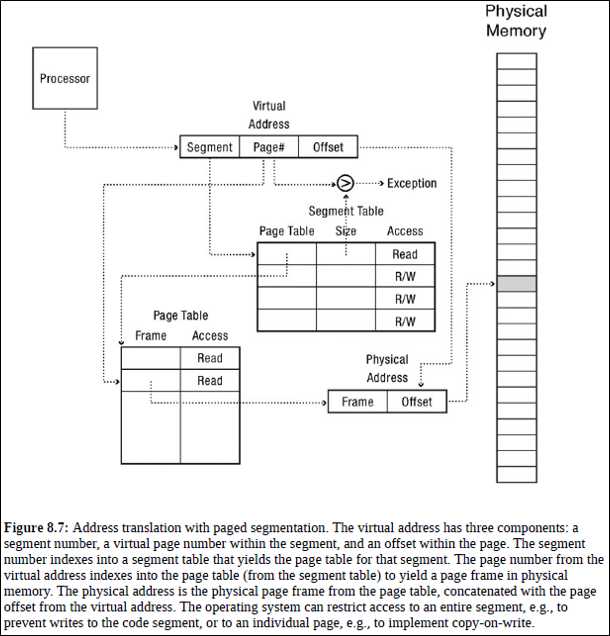 Physical
Memory
Processor
Virtual
Address
Segment Page# Offset
> Exception
Segment Table
Page Table Size Access
Read
R/W
R/W
R/W
Page Table
Frame Access
Read
Read
Physical
Address
Frame Offset
Figure 8.7: Address translation with paged segmentation. The virtual address has three components: a
segment number, a virtual page number within the segment, and an offset within the page. The segment
number indexes into a segment table that yields the page table for that segment. The page number from the
virtual address indexes into the page table (from the segment table) to yield a page frame in physical
memory. The physical address is the physical page frame from the page table, concatenated with the page
offset from the virtual address. The operating system can restrict access to an entire segment, e.g., to
prevent writes to the code segment, or to an individual page, e.g., to implement copy-on-write.